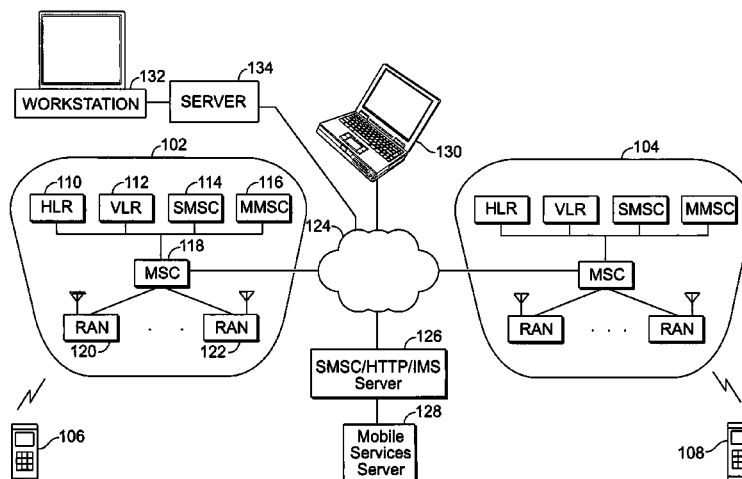 132
134
WORKSTATION
SERVER
102
130
104
110
112
114
116
HLR
VLR
SMSC
MMSC
HLR
VLR
SMSC
MMSC
124
118
MSC
MSC
RAN
. .
RAN
RAN
. . .
RAN
120
122
126
SMSC/HTTP/IMS
Server
128
106
Mobile
Services
Server
108